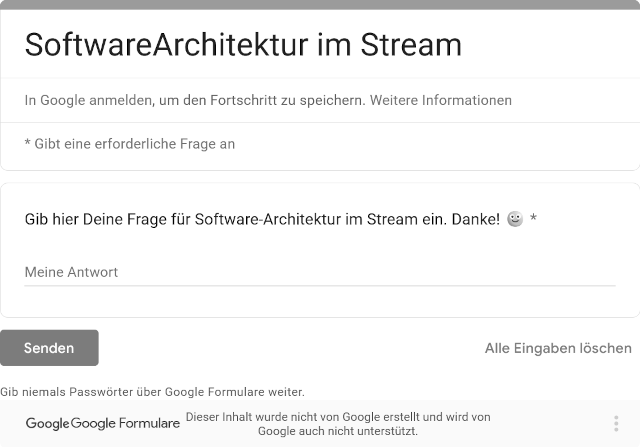 SoftwareArchitektur im Stream
In Google anmelden, um den Fortschritt zu speichern. Weitere Informationen
* Gibt eine erforderliche Frage an
Gib hier Deine Frage für Software-Architektur im Stream ein. Danke! 😀 *
Meine Antwort
Senden
Alle Eingaben löschen
Gib niemals Passwörter über Google Formulare weiter.
GoogleGoogle Formulare
Dieser Inhalt wurde nicht von Google erstellt und wird von
Google auch nicht unterstützt.